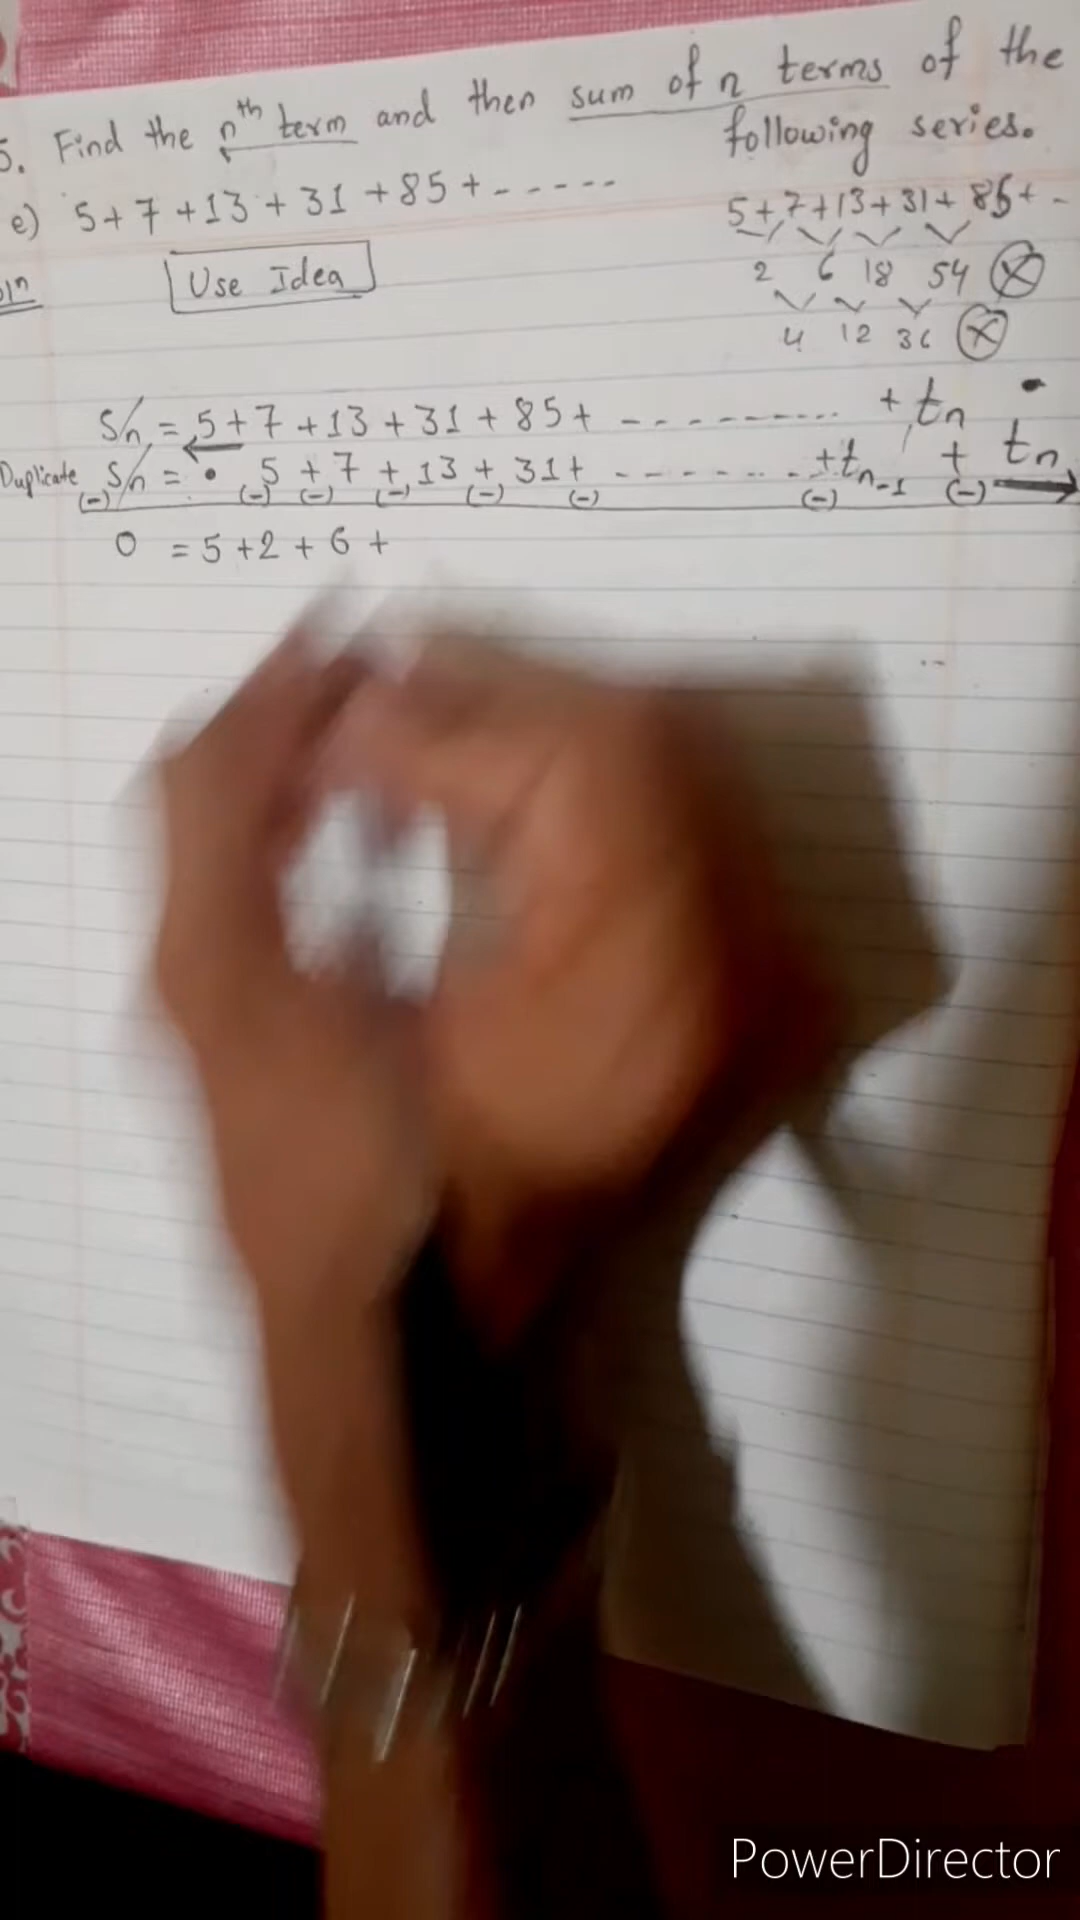 5. Find the nth term and then sum of n terms of the
following series.
e) 5+7+13+31+85+------
5+7+13+31+85+--
2 6 18 54 X
4 12 36 X
oln
Use Idea
Sn = 5+7+13+31+85+ ---------- + tn
Duplicate Sn = • 5+7+13+31+ ------- +tn-1 + tn
(-) (-) (-) (-) (-) (-) (-) (-)
0 = 5+2+6+
PowerDirector